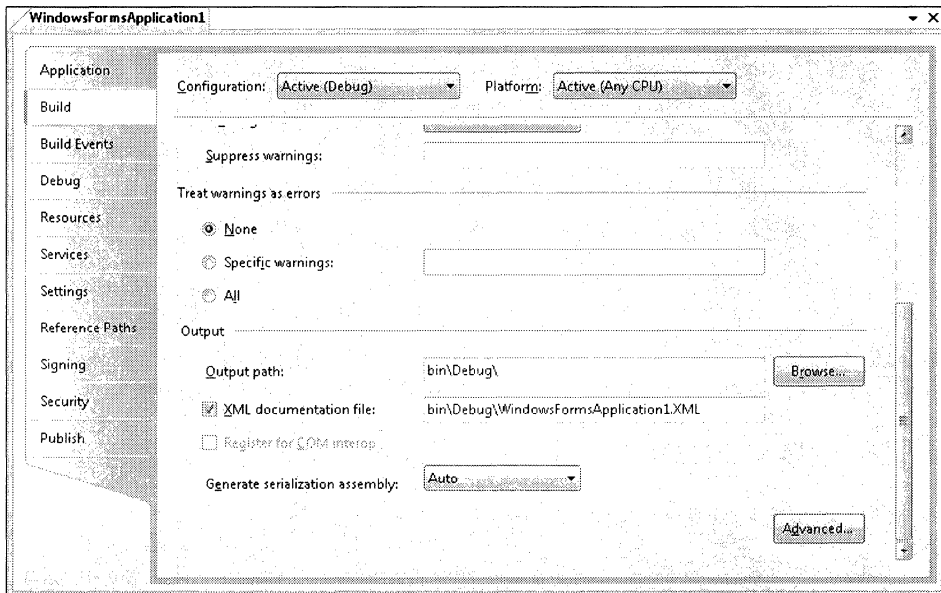 WindowsFormsApplication1
Application
Build
Build Events
Debug
Resources
Services
Settings
Reference Paths
Signing
Security
Publish
Configuration: Active (Debug) Platform: Active (Any CPU)
Suppress warnings:
Treat warnings as errors
None
Specific warnings:
All
Output
Output path: bin\Debug\ Browse...
XML documentation file: bin\Debug\WindowsFormsApplication1.XML
Register for COM interop
Generate serialization assembly: Auto
Advanced...